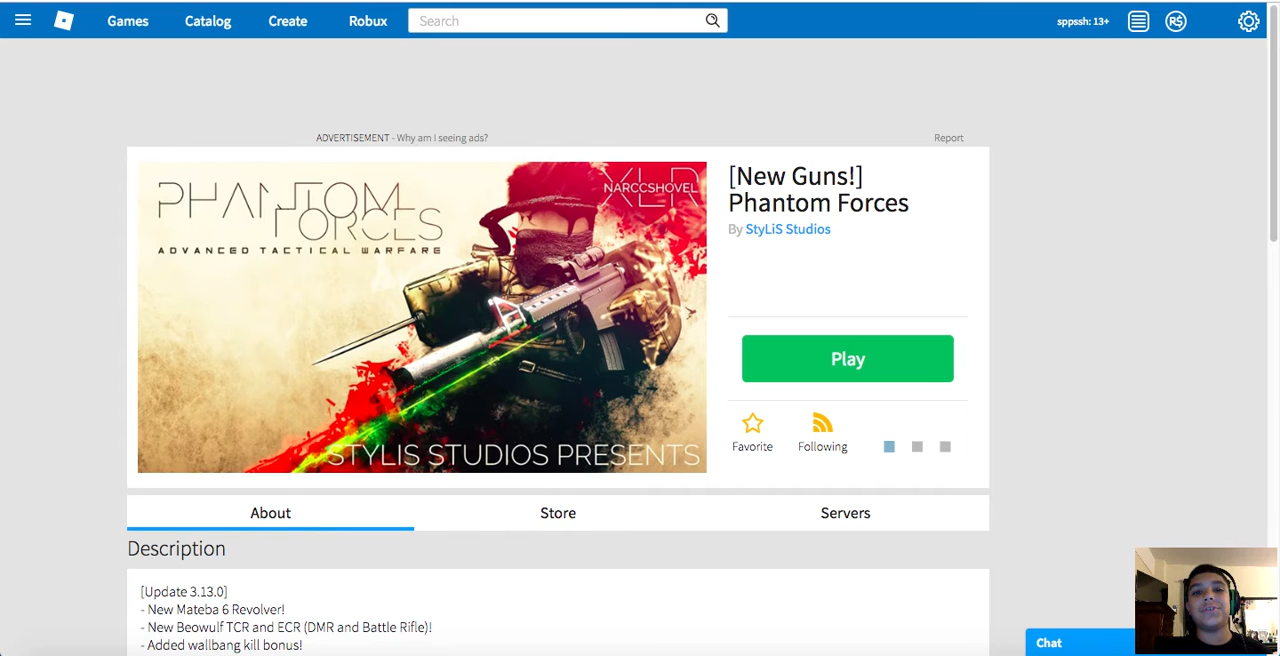 Games
Catalog
Create
Robux
Search
sppssh: 13+
R$
ADVERTISEMENT - Why am I seeing ads?
Report
PHANTOM
FORCES
ADVANCED TACTICAL WARFARE
XLR
NARCCSHOVEL
STYLIS STUDIOS PRESENTS
[New Guns!]
Phantom Forces
By StyLiS Studios
Play
Favorite
Following
About
Store
Servers
Description
[Update 3.13.0]
- New Mateba 6 Revolver!
- New Beowulf TCR and ECR (DMR and Battle Rifle)!
- Added wallbang kill bonus!
Chat